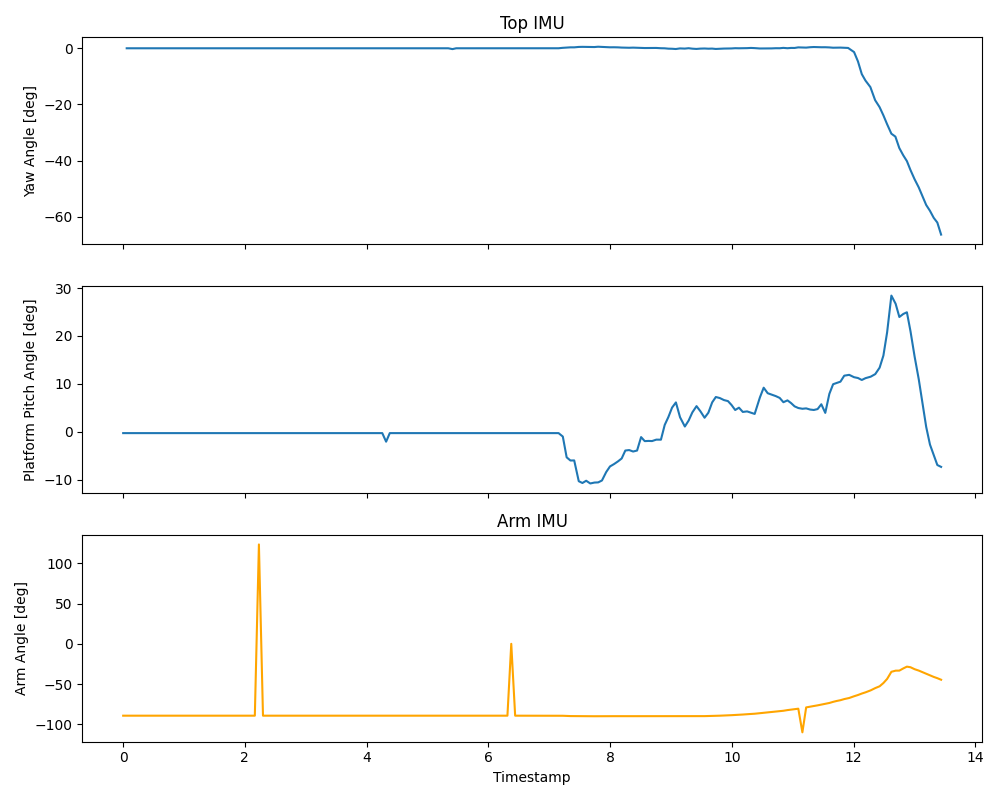 Top IMU
Yaw Angle [deg]
0
−20
−40
−60
Platform Pitch Angle [deg]
30
20
10
0
−10
Arm IMU
Arm Angle [deg]
100
50
0
−50
−100
0 2 4 6 8 10 12 14
Timestamp